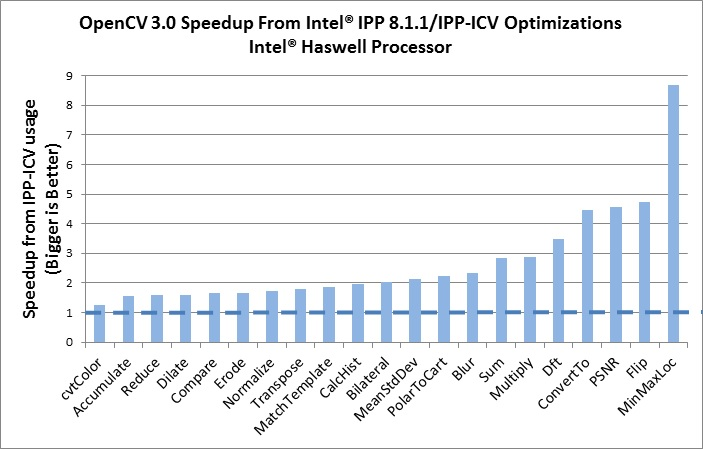 OpenCV 3.0 Speedup From Intel® IPP 8.1.1/IPP-ICV Optimizations
Intel® Haswell Processor
Speedup from IPP-ICV usage
(Bigger is Better)
9
8
7
6
5
4
3
2
1
0
cvtColor
Accumulate
Reduce
Dilate
Compare
Erode
Normalize
Transpose
MatchTemplate
CalcHist
Bilateral
MeanStdDev
PolarToCart
Blur
Sum
Multiply
Dft
ConvertTo
PSNR
Flip
MinMaxLoc